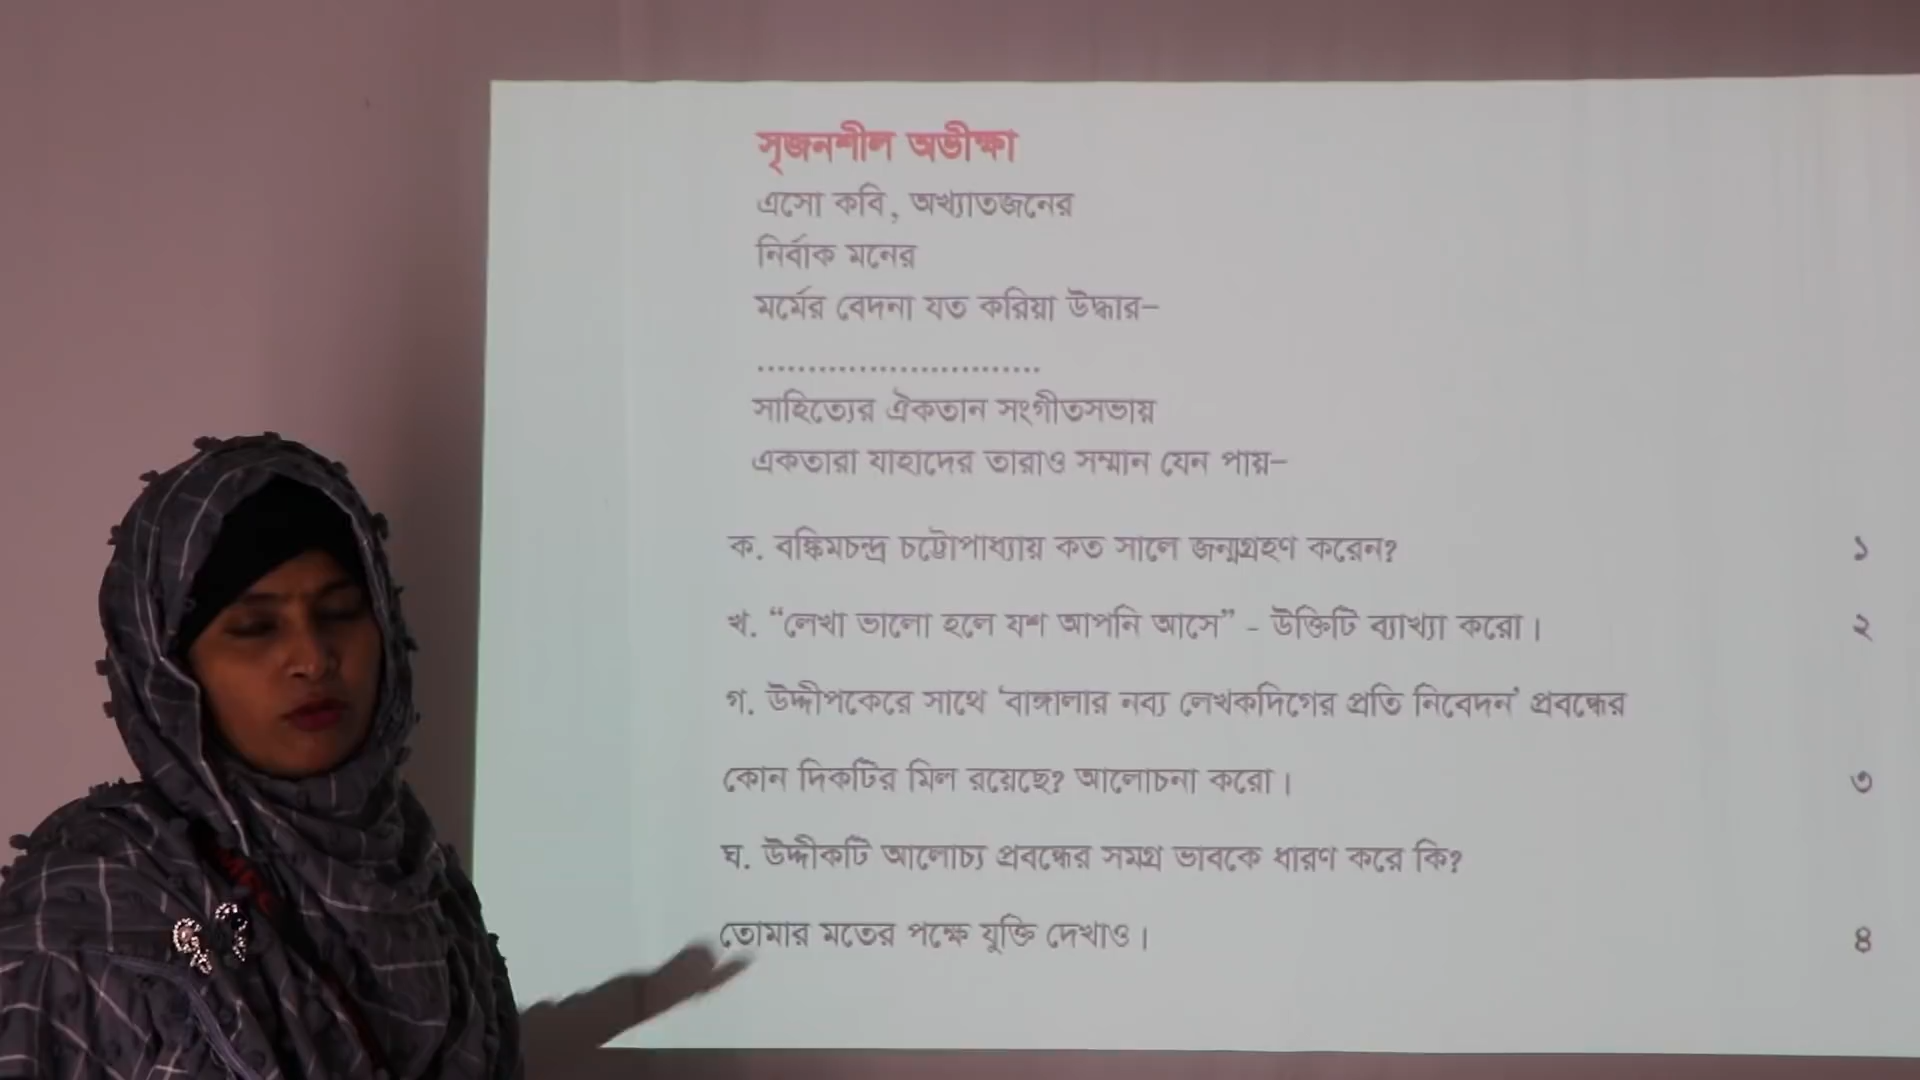 সৃজনশীল অভীক্ষা
এসো কবি, অখ্যাতজনের
নির্বাক মনের
মর্মের বেদনা যত করিয়া উদ্ধার–
...........................
সাহিত্যের ঐকতান সংগীতসভায়
একতারা যাহাদের তারাও সম্মান যেন পায়–
ক. বঙ্কিমচন্দ্র চট্টোপাধ্যায় কত সালে জন্মগ্রহণ করেন? ১
খ. “লেখা ভালো হলে যশ আপনি আসে” - উক্তিটি ব্যাখ্যা করো। ২
গ. উদ্দীপকেরে সাথে 'বাঙ্গালার নব্য লেখকদিগের প্রতি নিবেদন' প্রবন্ধের
কোন দিকটির মিল রয়েছে? আলোচনা করো। ৩
ঘ. উদ্দীকটি আলোচ্য প্রবন্ধের সমগ্র ভাবকে ধারণ করে কি?
তোমার মতের পক্ষে যুক্তি দেখাও। ৪